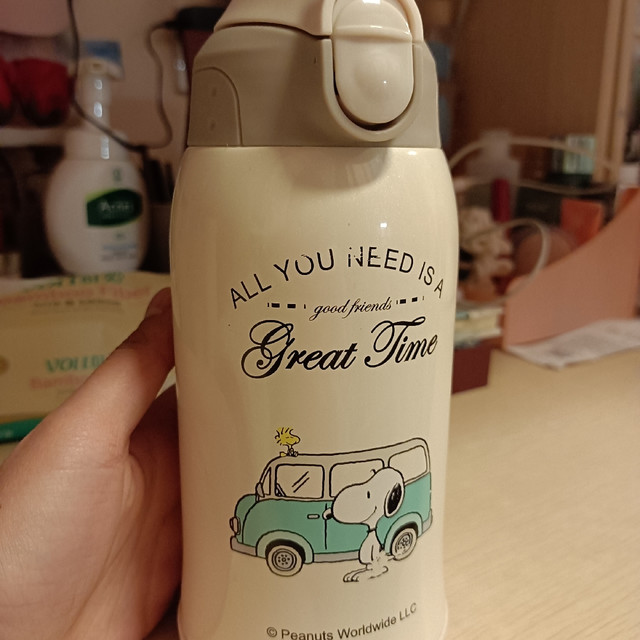 ALL YOU NEED IS A
good friends
Great Time
© Peanuts Worldwide LLC